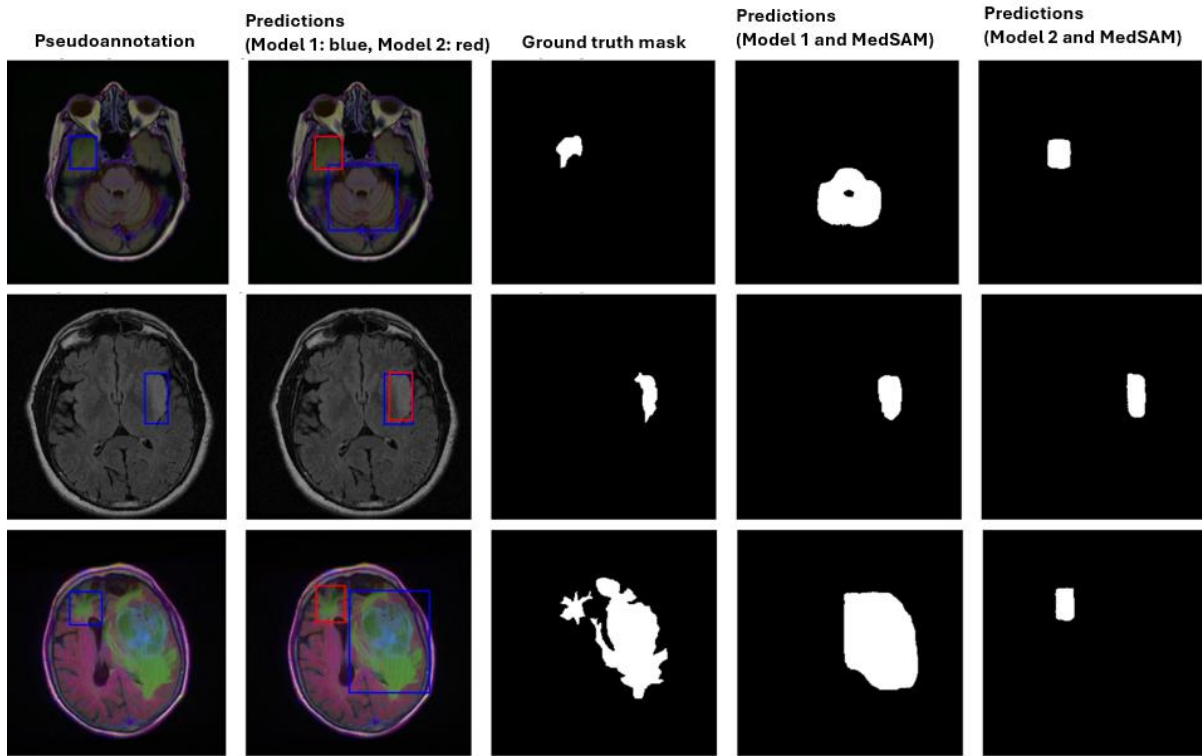 Pseudoannotation
Predictions
(Model 1: blue, Model 2: red)
Ground truth mask
Predictions
(Model 1 and MedSAM)
Predictions
(Model 2 and MedSAM)